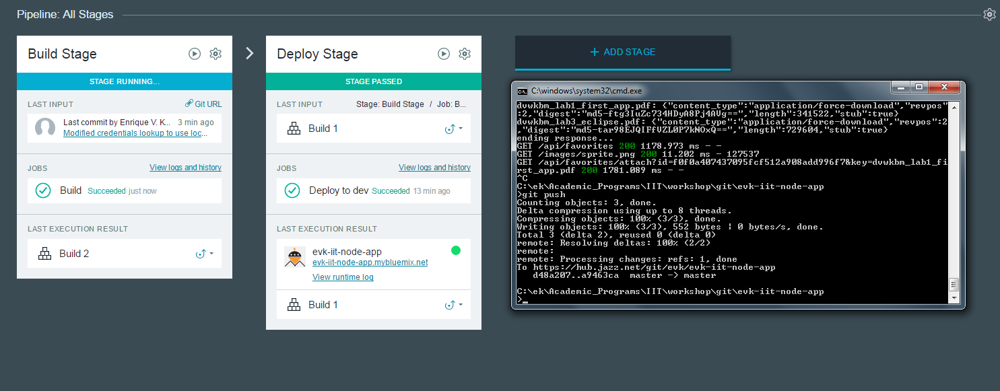 Pipeline: All Stages
Build Stage
STAGE RUNNING...
LAST INPUT
Git URL
Last commit by Enrique V. K...
3 min ago
Modified credentials lookup to use loc...
JOBS
View logs and history
Build Succeeded just now
LAST EXECUTION RESULT
Build 2
Deploy Stage
STAGE PASSED
LAST INPUT
Stage: Build Stage / Job: B...
Build 1
JOBS
View logs and history
Deploy to dev Succeeded 13 min ago
LAST EXECUTION RESULT
evk-iit-node-app
evk-iit-node-app.mybluemix.net
View runtime log
Build 1
+ ADD STAGE
C:\windows\system32\cmd.exe
dvwkbm_lab1_first_app.pdf: {"content_type":"application/force-download","revpos"
:2,"digest":"md5-ftg3IuZc734HDyA8Pj4AVg==","length":341522,"stub":true}
dvwkbm_lab3_eclipse.pdf: {"content_type":"application/force-download","revpos":2
,"digest":"md5-tar98EJQIFfUVZL0P7kNOxQ==","length":729604,"stub":true}
ending response...
GET /api/favorites 200 1178.973 ms - -
GET /images/sprite.png 200 11.202 ms - 127537
GET /api/favorites/attach?id=f0f0a407437095fcf512a908add996f7&key=dvwkbm_lab1_fi
rst_app.pdf 200 1781.089 ms - -
^C
C:\ek\Academic_Programs\IIT\workshop\git\evk-iit-node-app
>git push
Counting objects: 3, done.
Delta compression using up to 8 threads.
Compressing objects: 100% (3/3), done.
Writing objects: 100% (3/3), 552 bytes | 0 bytes/s, done.
Total 3 (delta 2), reused 0 (delta 0)
remote: Resolving deltas: 100% (2/2)
remote:
remote: Processing changes: refs: 1, done
To https://hub.jazz.net/git/evk/evk-iit-node-app
d48a207..a9463ca master -> master
C:\ek\Academic_Programs\IIT\workshop\git\evk-iit-node-app
>_